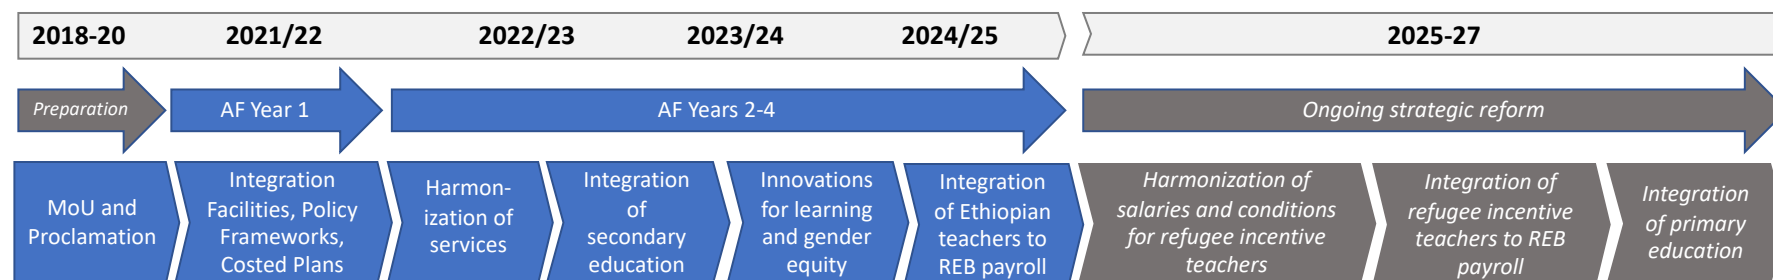 2018-20 2021/22 2022/23 2023/24 2024/25 2025-27
Preparation AF Year 1 AF Years 2-4 Ongoing strategic reform
MoU and
Proclamation
Integration
Facilities, Policy
Frameworks,
Costed Plans
Harmon-
ization of
services
Integration
of
secondary
education
Innovations
for learning
and gender
equity
Integration
of Ethiopian
teachers to
REB payroll
Harmonization of
salaries and conditions
for refugee incentive
teachers
Integration of
refugee incentive
teachers to REB
payroll
Integration
of primary
education